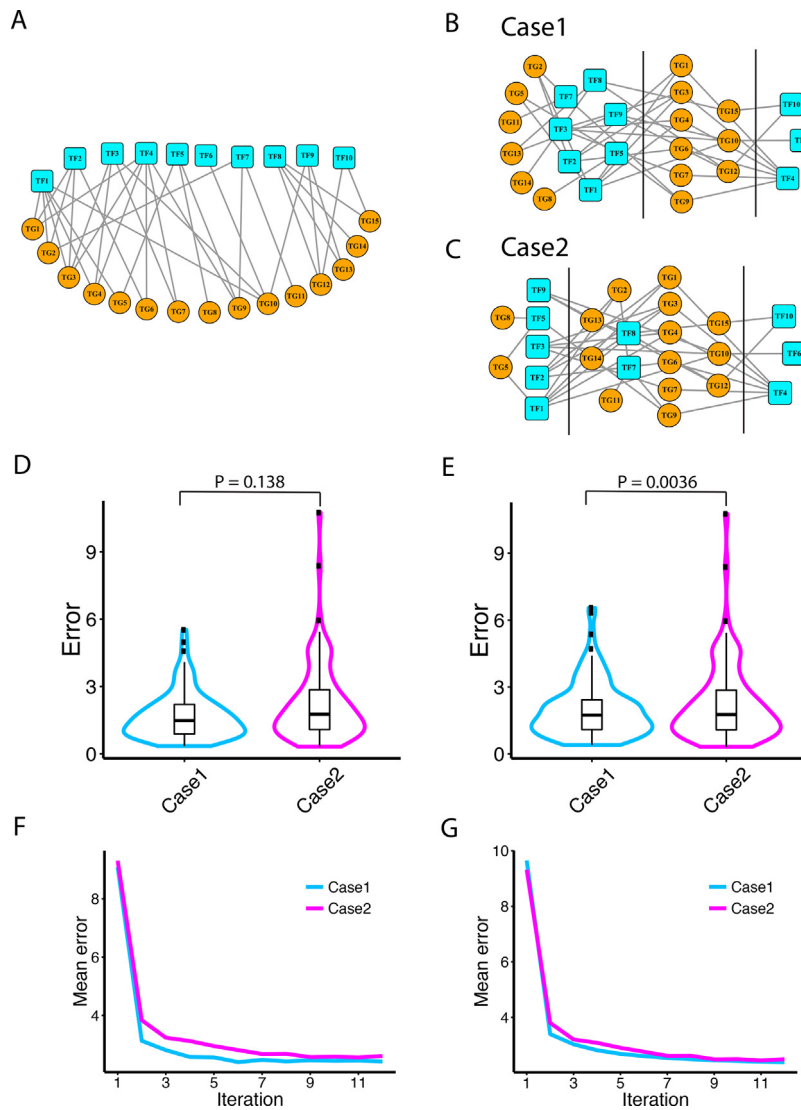 A
B Case1
TG2
TF8
TG1
TG5
TF7
TG3
TG15
TF10
TG11
TF3
TF9
TG4
TG10
TG13
TF2
TF5
TG6
TG12
TF4
TG14
TF1
TG7
TG8
TG9
TF1
TF2
TF3
TF4
TF5
TF6
TF7
TF8
TF9
TF10
TG1
TG2
TG3
TG4
TG5
TG6
TG7
TG8
TG9
TG10
TG11
TG12
TG13
TG14
TG15
C Case2
TF9
TG2
TG1
TG8
TF5
TG13
TG3
TG15
TF10
TF3
TF8
TG4
TG10
TF6
TG5
TF2
TG14
TF7
TG6
TG12
TF4
TF1
TG11
TG7
TG9
D
P = 0.138
Error
9
6
3
0
Case1
Case2
E
P = 0.0036
Error
9
6
3
0
Case1
Case2
F
Mean error
8
6
4
Case1
Case2
1 3 5 7 9 11
Iteration
G
Mean error
10
8
6
4
Case1
Case2
1 3 5 7 9 11
Iteration